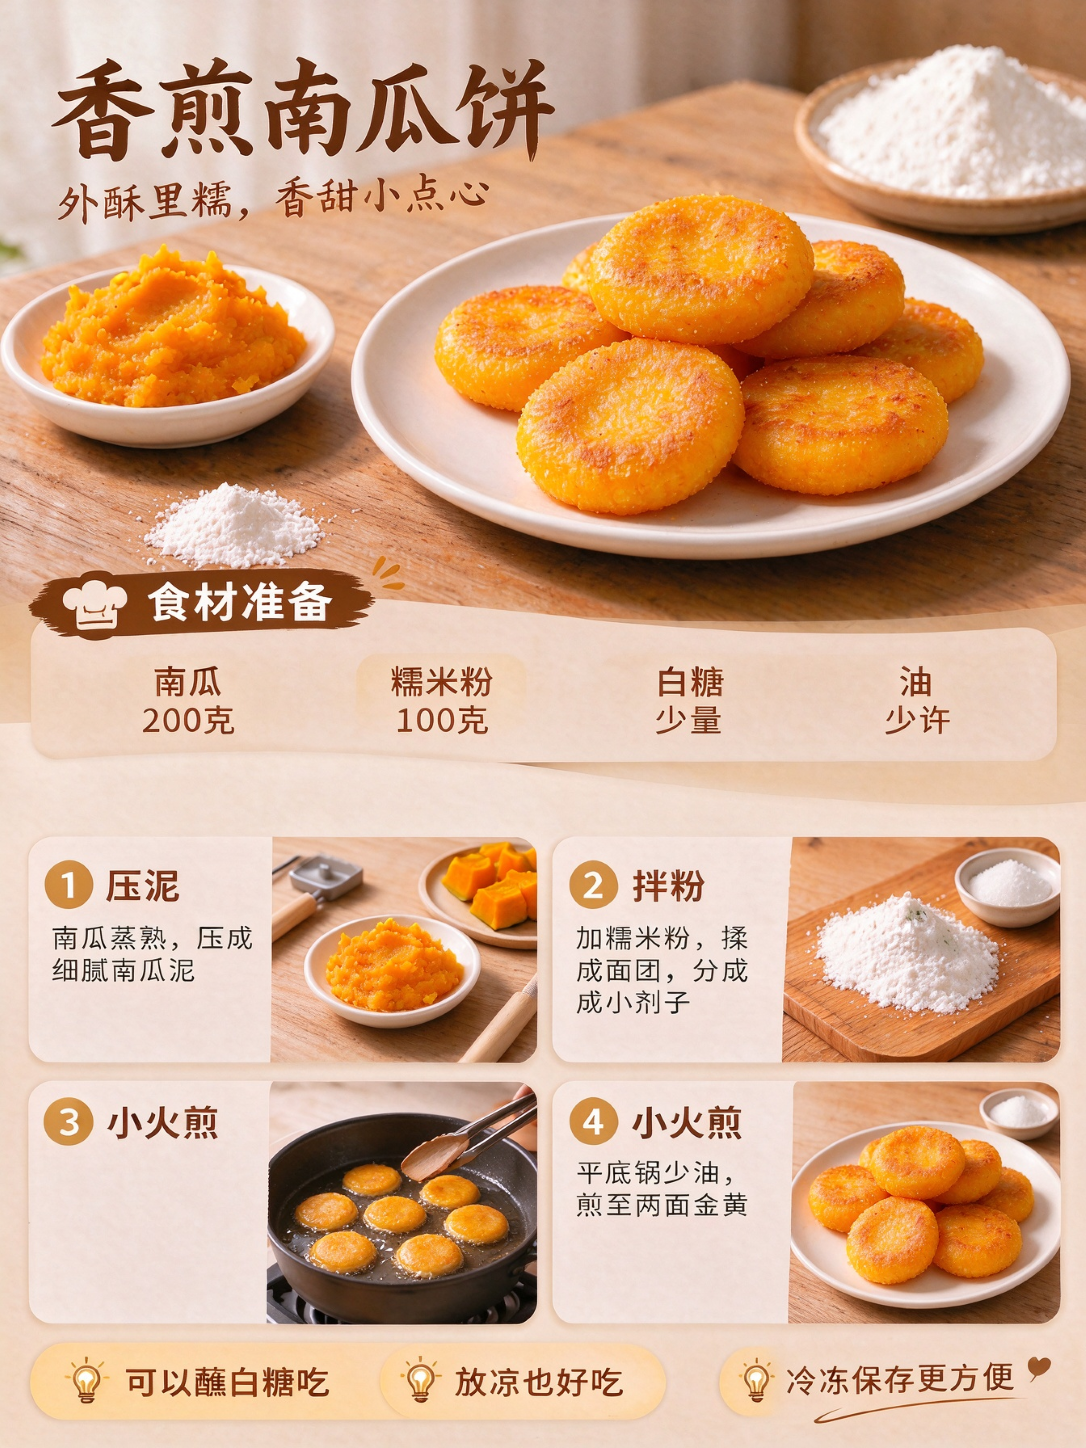 香煎南瓜饼
外酥里糯，香甜小点心
食材准备
南瓜
200克
糯米粉
100克
白糖
少量
油
少许
1 压泥
南瓜蒸熟，压成
细腻南瓜泥
2 拌粉
加糯米粉，揉
成面团，分成
成小剂子
3 小火煎
4 小火煎
平底锅少油，
煎至两面金黄
可以蘸白糖吃
放凉也好吃
冷冻保存更方便